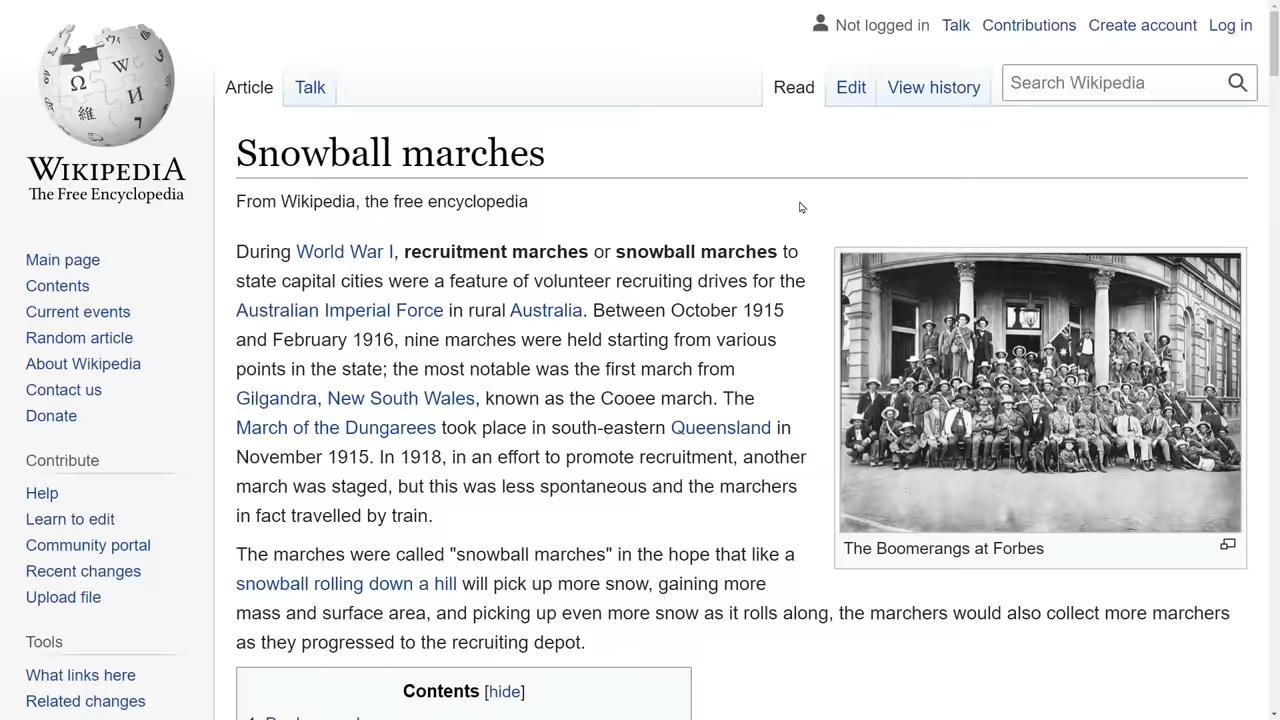 Not logged in Talk Contributions Create account Log in
Article Talk Read Edit View history Search Wikipedia
WIKIPEDIA
The Free Encyclopedia
Main page
Contents
Current events
Random article
About Wikipedia
Contact us
Donate
Contribute
Help
Learn to edit
Community portal
Recent changes
Upload file
Tools
What links here
Related changes
Snowball marches
From Wikipedia, the free encyclopedia
During World War I, recruitment marches or snowball marches to
state capital cities were a feature of volunteer recruiting drives for the
Australian Imperial Force in rural Australia. Between October 1915
and February 1916, nine marches were held starting from various
points in the state; the most notable was the first march from
Gilgandra, New South Wales, known as the Cooee march. The
March of the Dungarees took place in south-eastern Queensland in
November 1915. In 1918, in an effort to promote recruitment, another
march was staged, but this was less spontaneous and the marchers
in fact travelled by train.
The Boomerangs at Forbes
The marches were called "snowball marches" in the hope that like a
snowball rolling down a hill will pick up more snow, gaining more
mass and surface area, and picking up even more snow as it rolls along, the marchers would also collect more marchers
as they progressed to the recruiting depot.
Contents [hide]